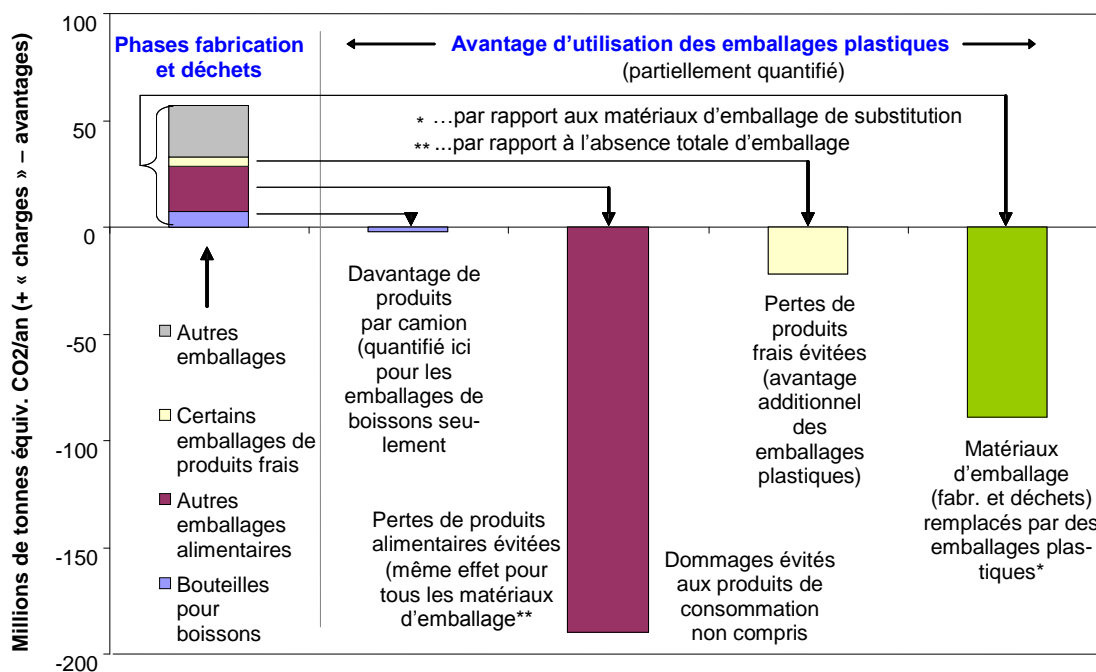 Millions de tonnes équiv. CO2/an (+ « charges » – avantages)
100
50
0
-50
-100
-150
-200
Phases fabrication
et déchets
Avantage d'utilisation des emballages plastiques
(partiellement quantifié)
* …par rapport aux matériaux d'emballage de substitution
** ...par rapport à l'absence totale d'emballage
Autres
emballages
Certains
emballages de
produits frais
Autres
emballages
alimentaires
Bouteilles
pour
boissons
Davantage de
produits
par camion
(quantifié ici
pour les
emballages de
boissons seu-
lement
Pertes de produits
alimentaires évitées
(même effet pour
tous les matériaux
d'emballage**
Pertes de
produits
frais évitées
(avantage
additionnel
des
emballages
plastiques)
Dommages évités
aux produits de
consommation
non compris
Matériaux
d'emballage
(fabr. et déchets)
remplacés par des
emballages plas-
tiques*